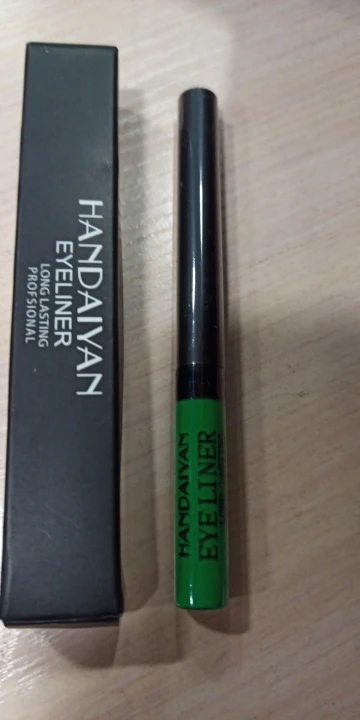 HANDAIYAN
EYELINER
LONG LASTING
PROFSIONAL
HANDAIYAN
EYE LINER